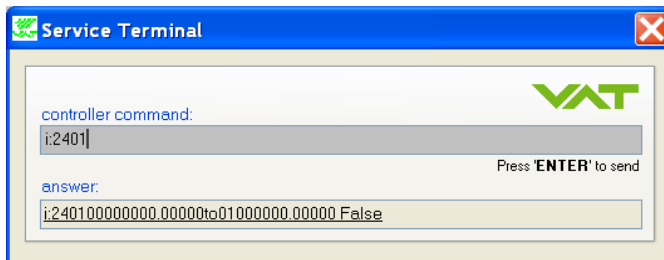 Service Terminal
VAT
controller command:
i:2401
Press 'ENTER' to send
answer:
i:240100000000.00000to01000000.00000 False